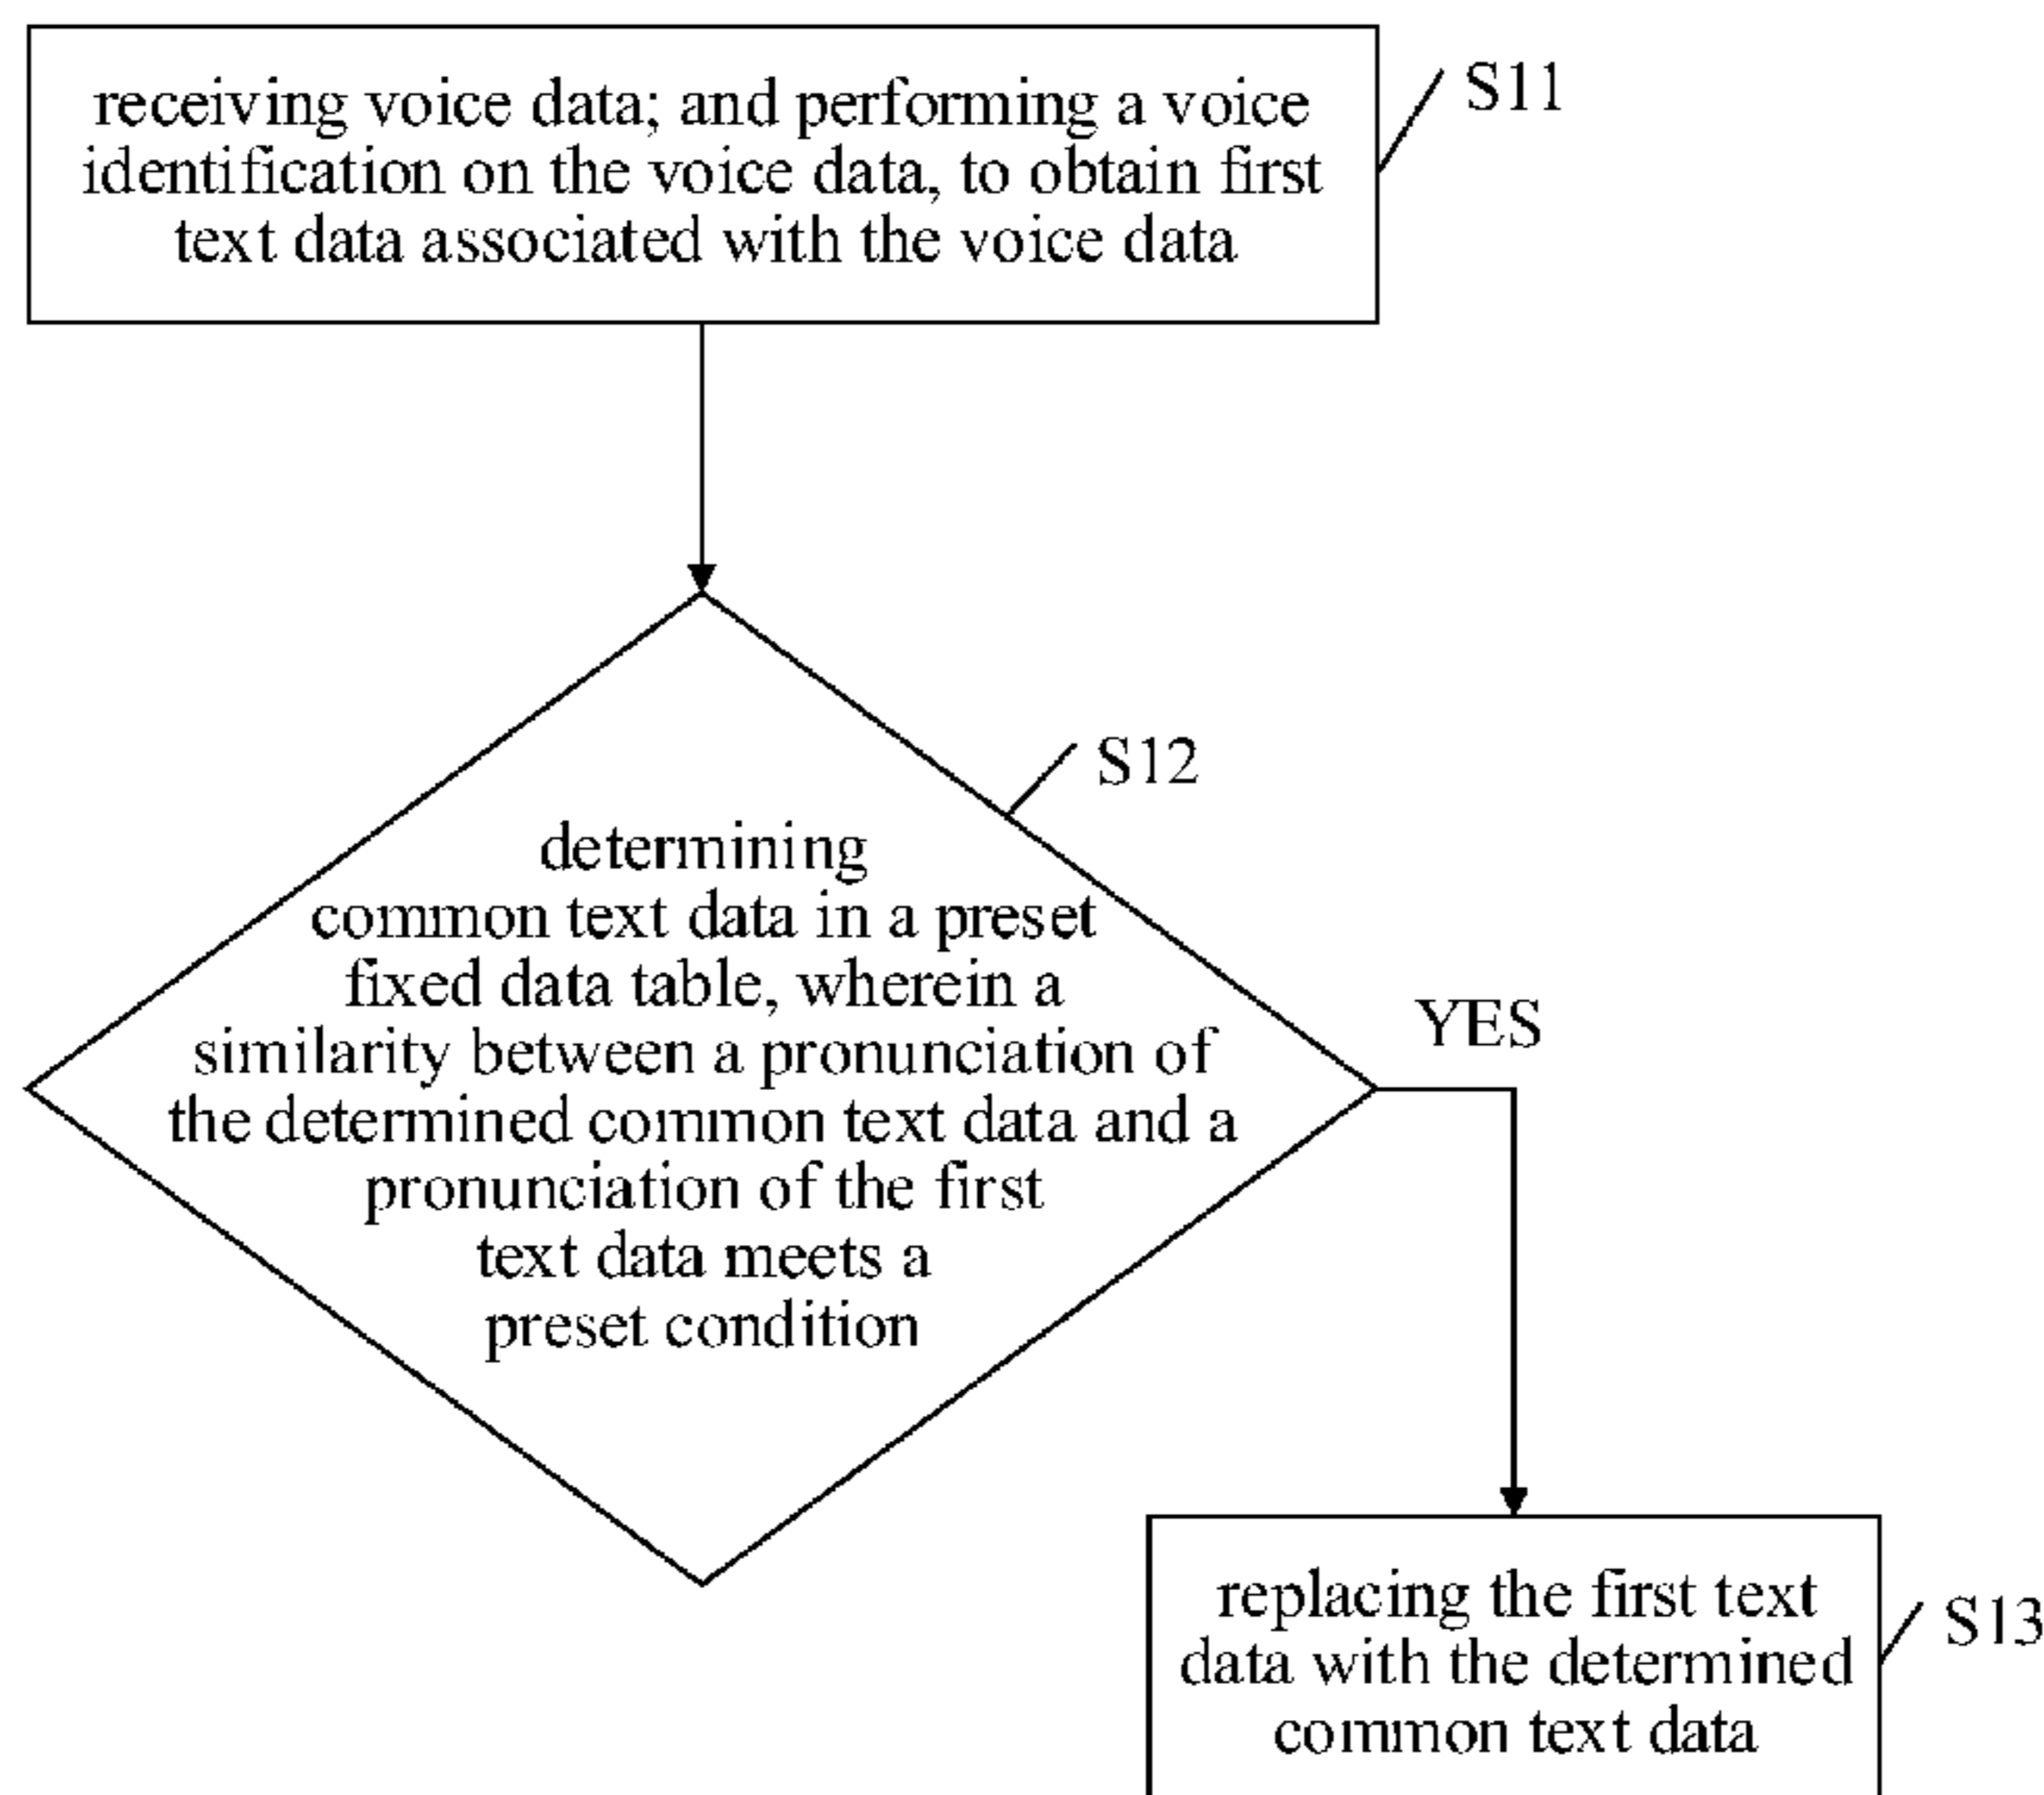 receiving voice data; and performing a voice
identification on the voice data, to obtain first
text data associated with the voice data
S11
S12
determining
common text data in a preset
fixed data table, wherein a
similarity between a pronunciation of
the determined common text data and a
pronunciation of the first
text data meets a
preset condition
YES
replacing the first text
data with the determined
common text data
S13